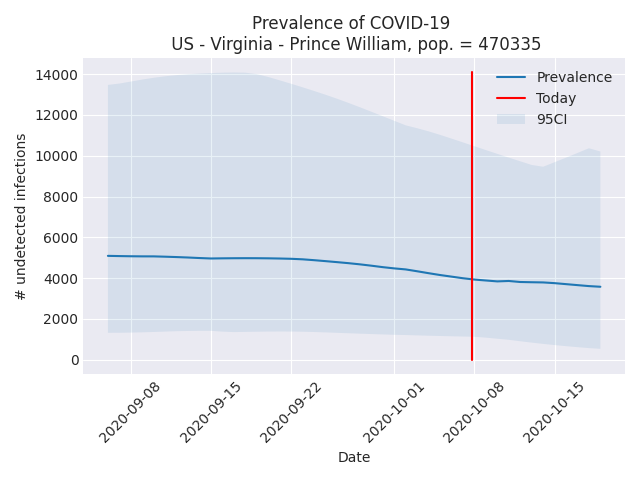 Prevalence of COVID-19
US - Virginia - Prince William, pop. = 470335
# undetected infections
14000
12000
10000
8000
6000
4000
2000
0
Prevalence
Today
95CI
2020-09-08
2020-09-15
2020-09-22
2020-10-01
2020-10-08
2020-10-15
Date